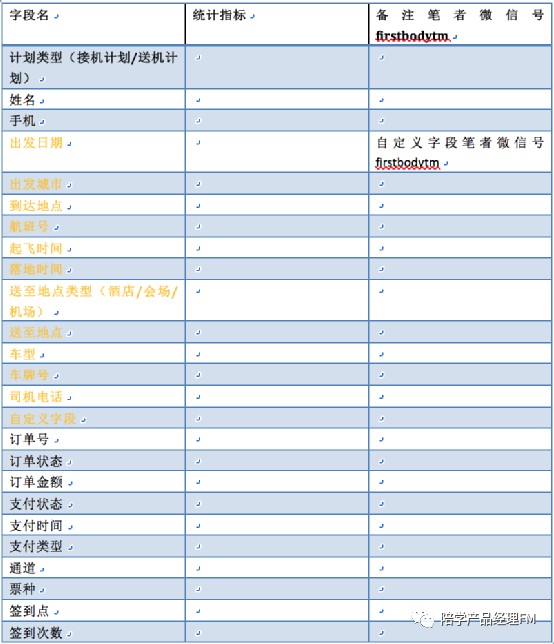 字段名 统计指标 备注笔者微信号
firstbodytm
计划类型（接机计划/送机计
划）
姓名
手机
出发日期 自定义字段笔者微信号
firstbodytm
出发城市
到达地点
航班号
起飞时间
落地时间
送至地点类型（酒店/会场/
机场）
送至地点
车型
车牌号
司机电话
自定义字段
订单号
订单状态
订单金额
支付状态
支付时间
支付类型
通道
票种
签到点
签到次数
陪学产品经理FM